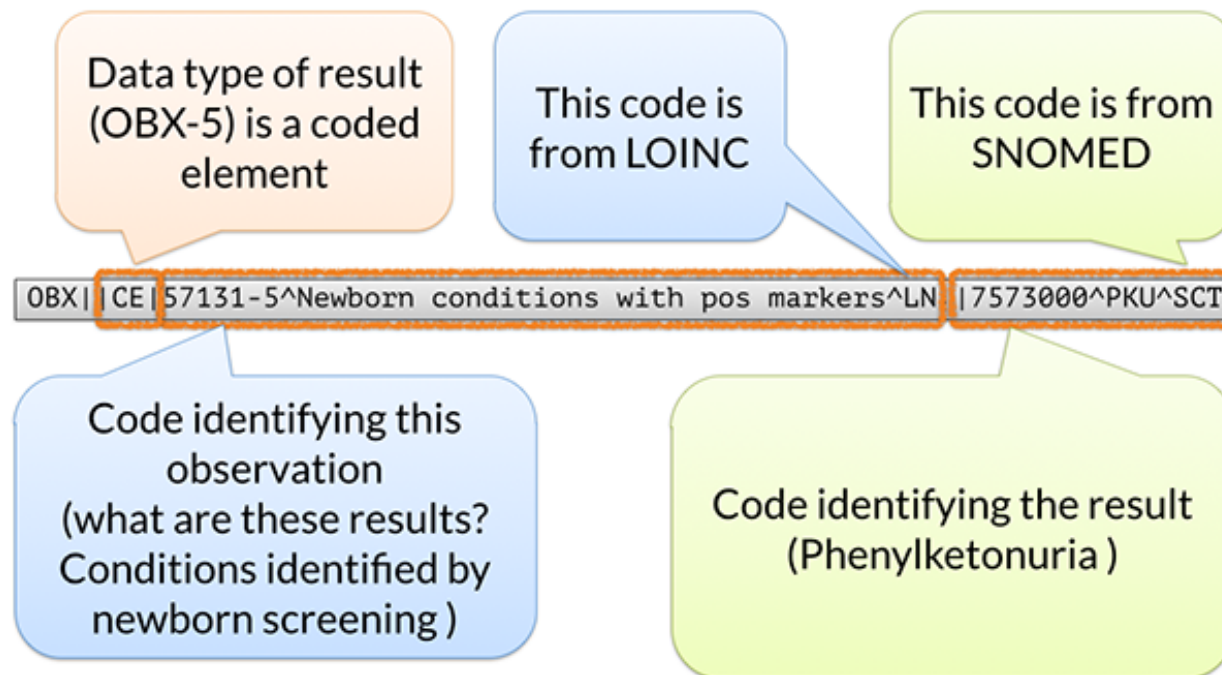 Data type of result
(OBX-5) is a coded
element
This code is
from LOINC
This code is from
SNOMED
OBX||CE|57131-5^Newborn conditions with pos markers^LN||7573000^PKU^SCT
Code identifying this
observation
(what are these results?
Conditions identified by
newborn screening )
Code identifying the result
(Phenylketonuria )